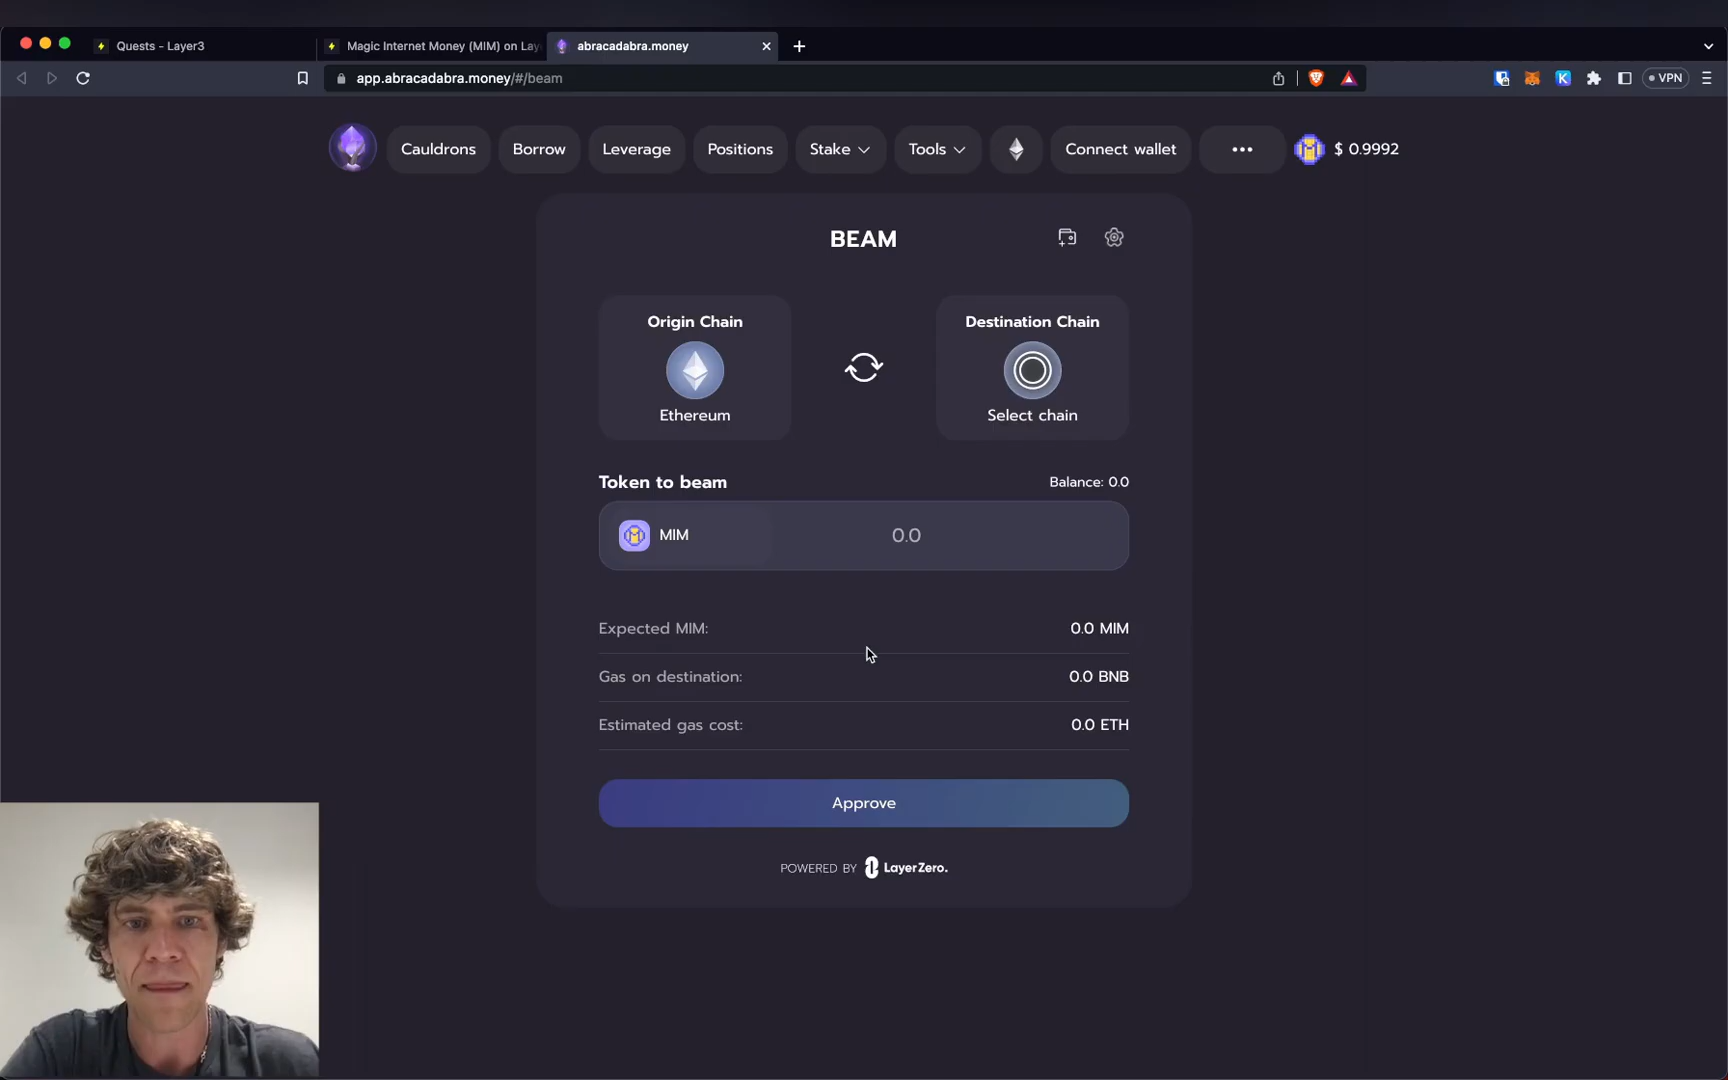 Quests - Layer3
Magic Internet Money (MIM) on Lay
abracadabra.money
app.abracadabra.money/#/beam
VPN
Cauldrons
Borrow
Leverage
Positions
Stake
Tools
Connect wallet
$ 0.9992
BEAM
Origin Chain
Ethereum
Destination Chain
Select chain
Token to beam
Balance: 0.0
MIM
0.0
Expected MIM:
0.0 MIM
Gas on destination:
0.0 BNB
Estimated gas cost:
0.0 ETH
Approve
POWERED BY LayerZero.